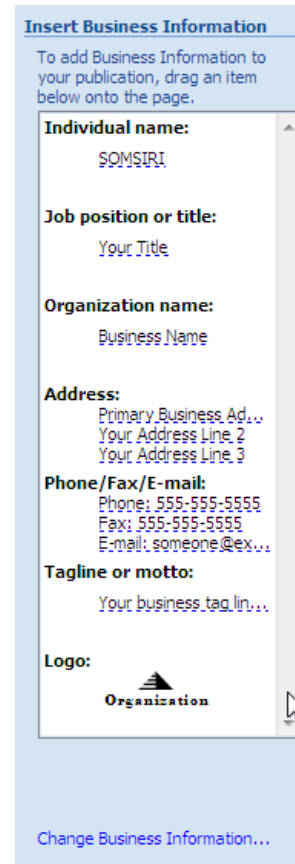 Insert Business Information
To add Business Information to
your publication, drag an item
below onto the page.
Individual name:
SOMSIRI
Job position or title:
Your Title
Organization name:
Business Name
Address:
Primary Business Ad...
Your Address Line 2
Your Address Line 3
Phone/Fax/E-mail:
Phone: 555-555-5555
Fax: 555-555-5555
E-mail: someone@ex...
Tagline or motto:
Your business tag lin...
Logo:
Organization
Change Business Information...